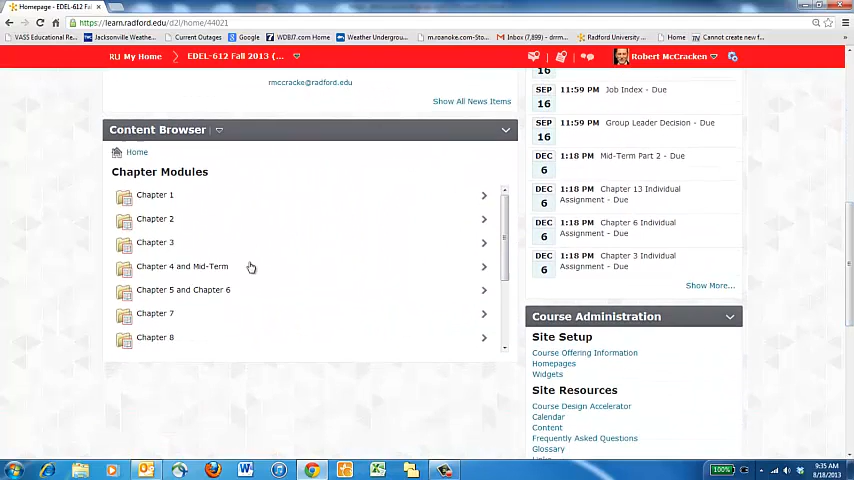 Homepage - EDEL-612 Fall 2013
https://learn.radford.edu/d2l/home/44021
VASS Educational Re...
Jacksonville Weathe...
Current Outages
Google
WDBJ7.com Home
Weather Undergrou...
m.roanoke.com-Sto...
Inbox (7,899) - drrm...
Radford University ...
Home
Cannot create new f...
RU My Home
EDEL-612 Fall 2013 (...
Robert McCracken
rmccracke@radford.edu
Show All News Items
Content Browser
Home
Chapter Modules
Chapter 1
Chapter 2
Chapter 3
Chapter 4 and Mid-Term
Chapter 5 and Chapter 6
Chapter 7
Chapter 8
16
SEP 16 11:59 PM Job Index - Due
SEP 16 11:59 PM Group Leader Decision - Due
DEC 6 1:18 PM Mid-Term Part 2 - Due
DEC 6 1:18 PM Chapter 13 Individual Assignment - Due
DEC 6 1:18 PM Chapter 6 Individual Assignment - Due
DEC 6 1:18 PM Chapter 3 Individual Assignment - Due
Show More...
Course Administration
Site Setup
Course Offering Information
Homepages
Widgets
Site Resources
Course Design Accelerator
Calendar
Content
Frequently Asked Questions
Glossary
100%
9:35 AM
8/18/2013